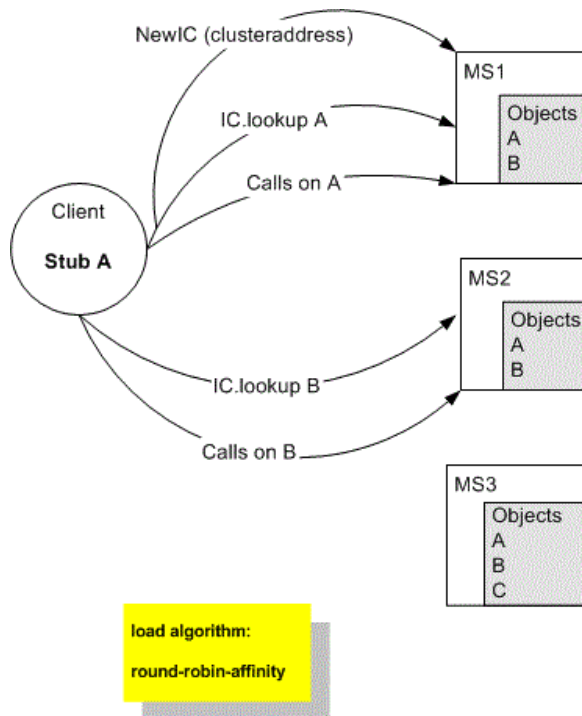 NewIC (clusteraddress)
MS1
Objects
A
B
IC.lookup A
Calls on A
Client
Stub A
MS2
Objects
A
B
IC.lookup B
Calls on B
MS3
Objects
A
B
C
load algorithm:
round-robin-affinity